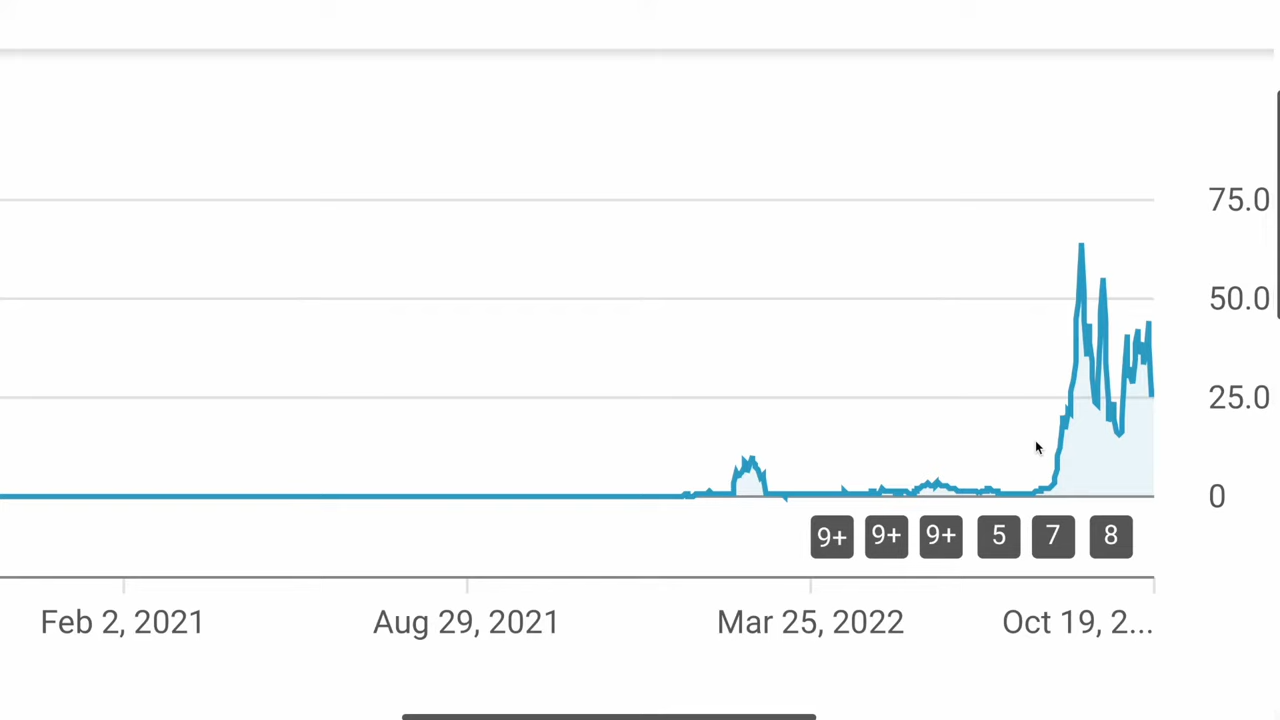 75.0
50.0
25.0
0
9+ 9+ 9+ 5 7 8
Feb 2, 2021 Aug 29, 2021 Mar 25, 2022 Oct 19, 2...